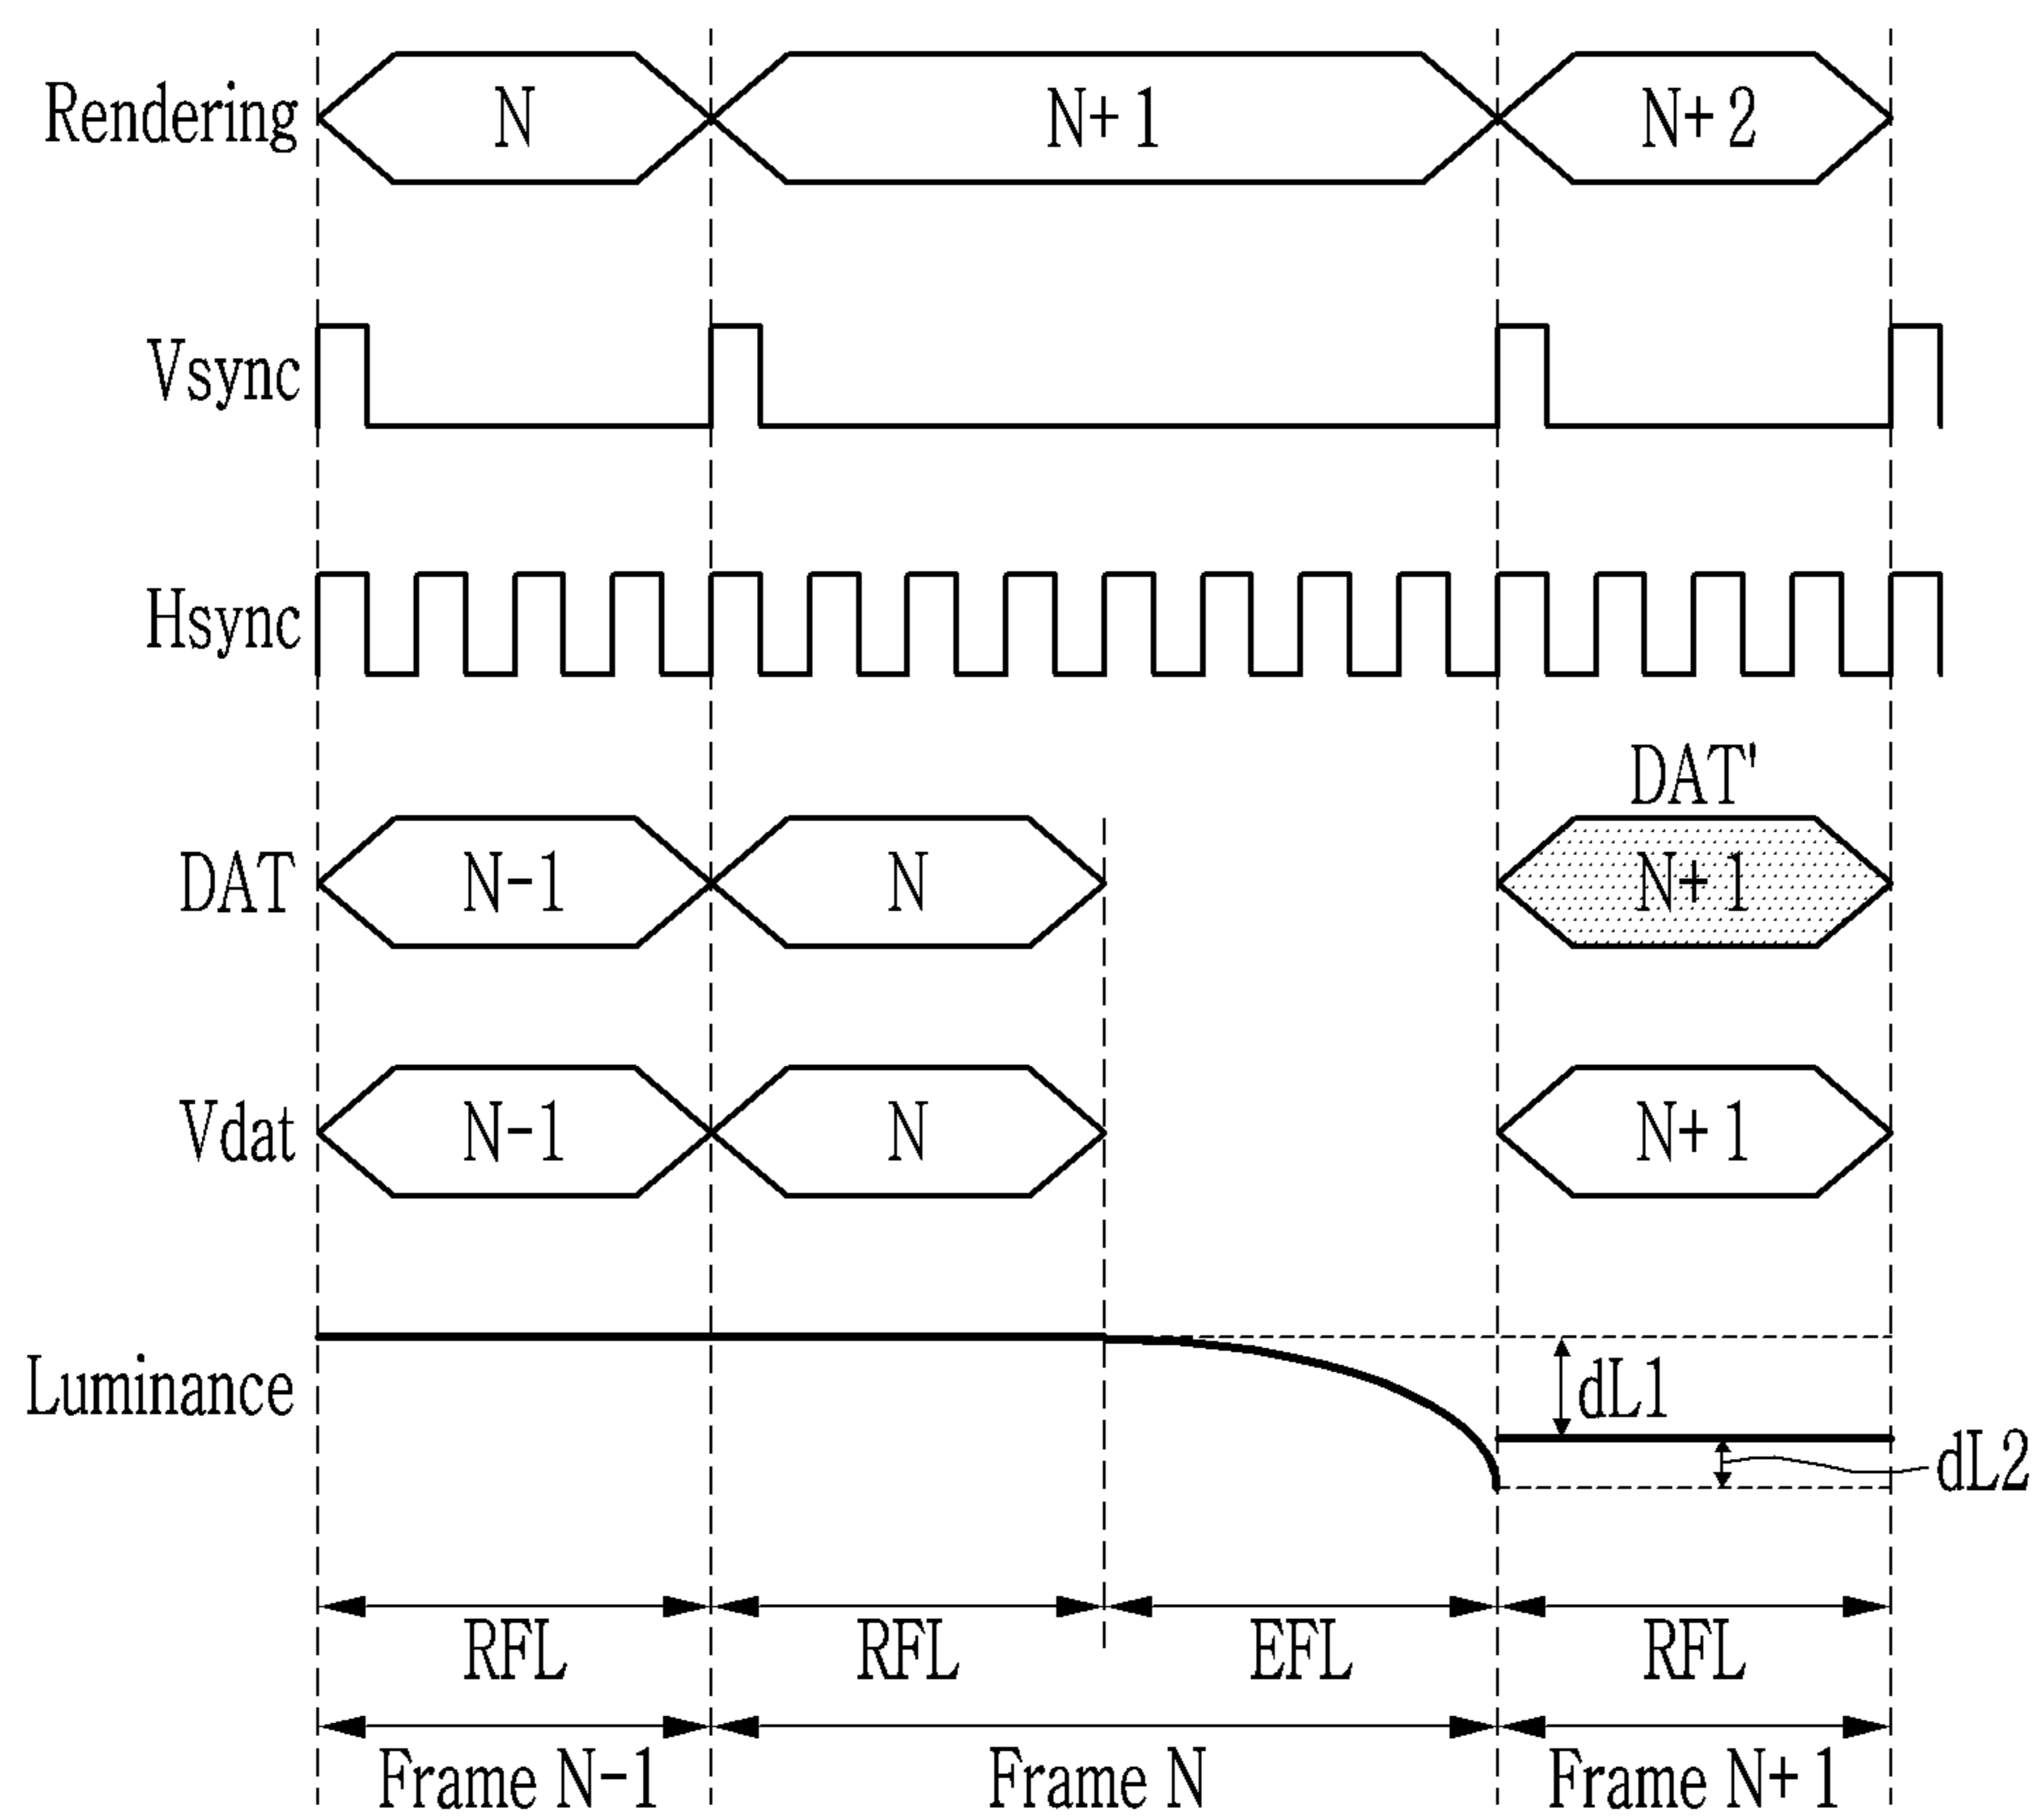 Rendering N N+1 N+2
Vsync
Hsync
DAT'
DAT N-1 N N+1
Vdat N-1 N N+1
Luminance dL1
dL2
RFL RFL EFL RFL
Frame N-1 Frame N Frame N+1